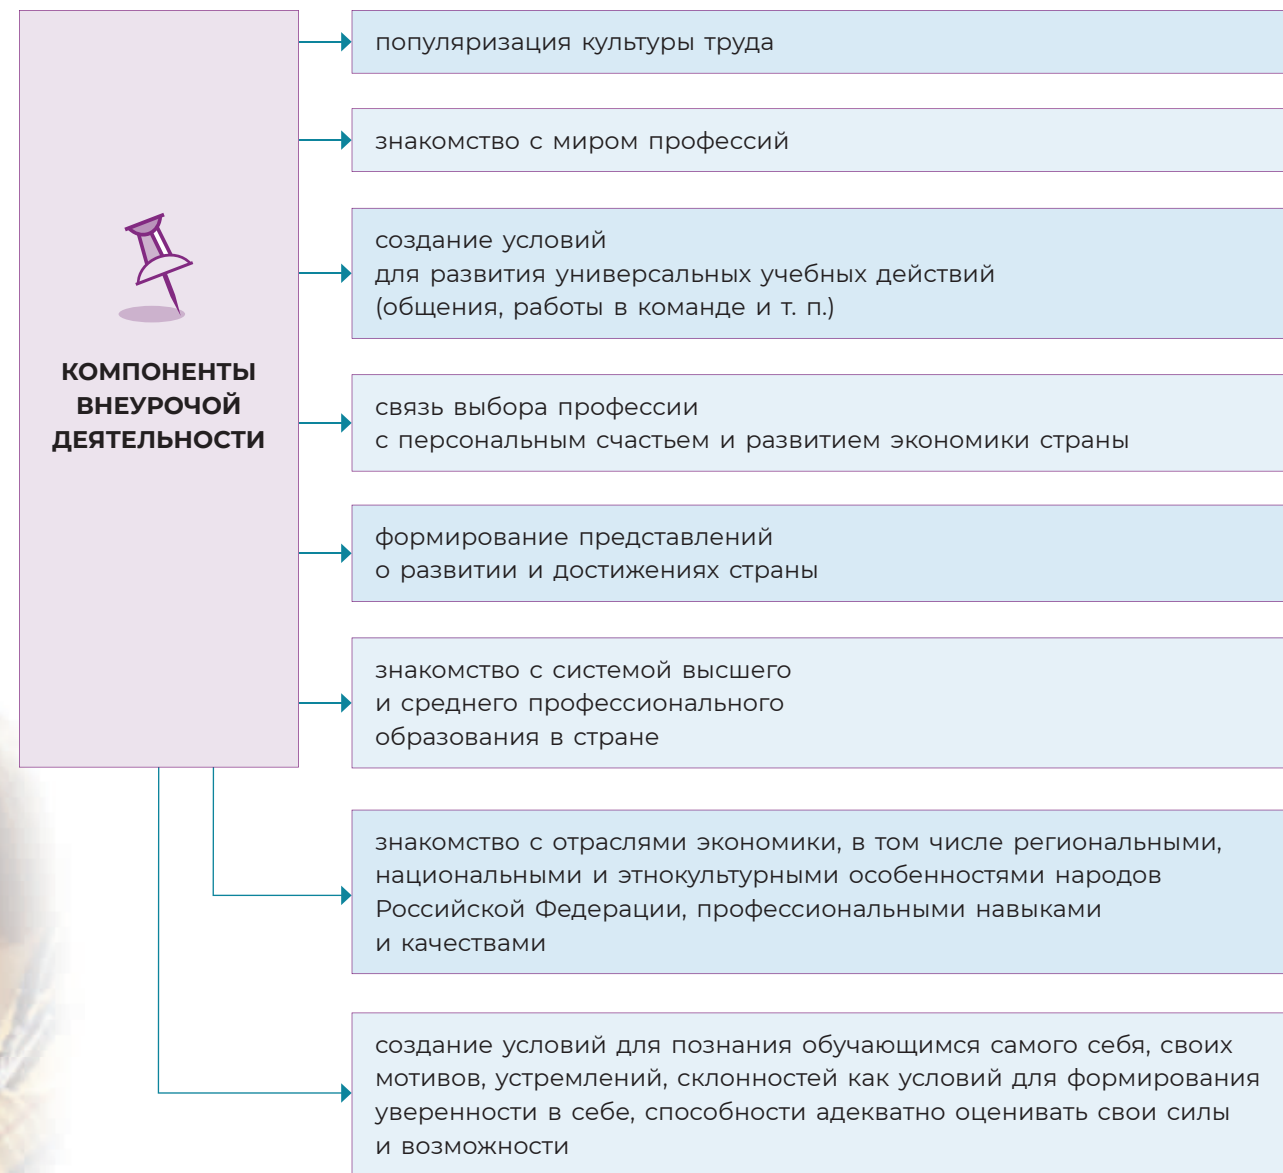 КОМПОНЕНТЫ
ВНЕУРОЧОЙ
ДЕЯТЕЛЬНОСТИ
популяризация культуры труда
знакомство с миром профессий
создание условий
для развития универсальных учебных действий
(общения, работы в команде и т. п.)
связь выбора профессии
с персональным счастьем и развитием экономики страны
формирование представлений
о развитии и достижениях страны
знакомство с системой высшего
и среднего профессионального
образования в стране
знакомство с отраслями экономики, в том числе региональными,
национальными и этнокультурными особенностями народов
Российской Федерации, профессиональными навыками
и качествами
создание условий для познания обучающимся самого себя, своих
мотивов, устремлений, склонностей как условий для формирования
уверенности в себе, способности адекватно оценивать свои силы
и возможности